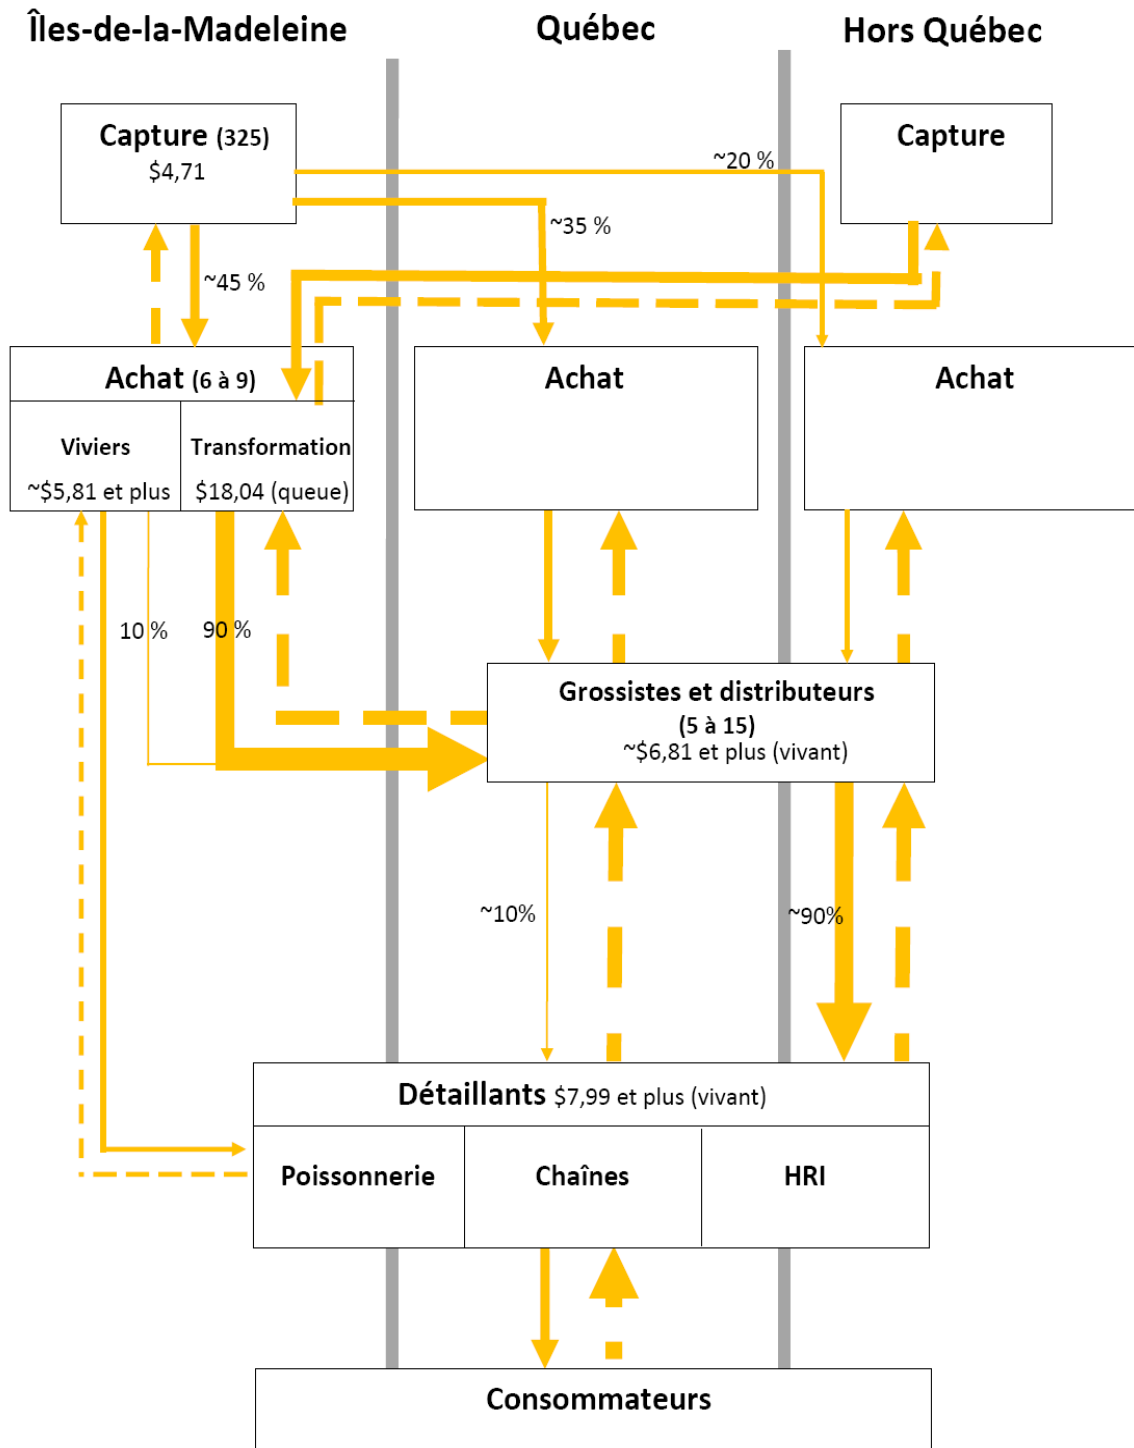 Îles-de-la-Madeleine
Québec
Hors Québec
Capture (325)
$4,71
Capture
~20 %
~35 %
~45 %
Achat (6 à 9)
Viviers
~$5,81 et plus
Transformation
$18,04 (queue)
Achat
Achat
10 %
90 %
Grossistes et distributeurs
(5 à 15)
~$6,81 et plus (vivant)
~10%
~90%
Détaillants $7,99 et plus (vivant)
Poissonnerie
Chaînes
HRI
Consommateurs